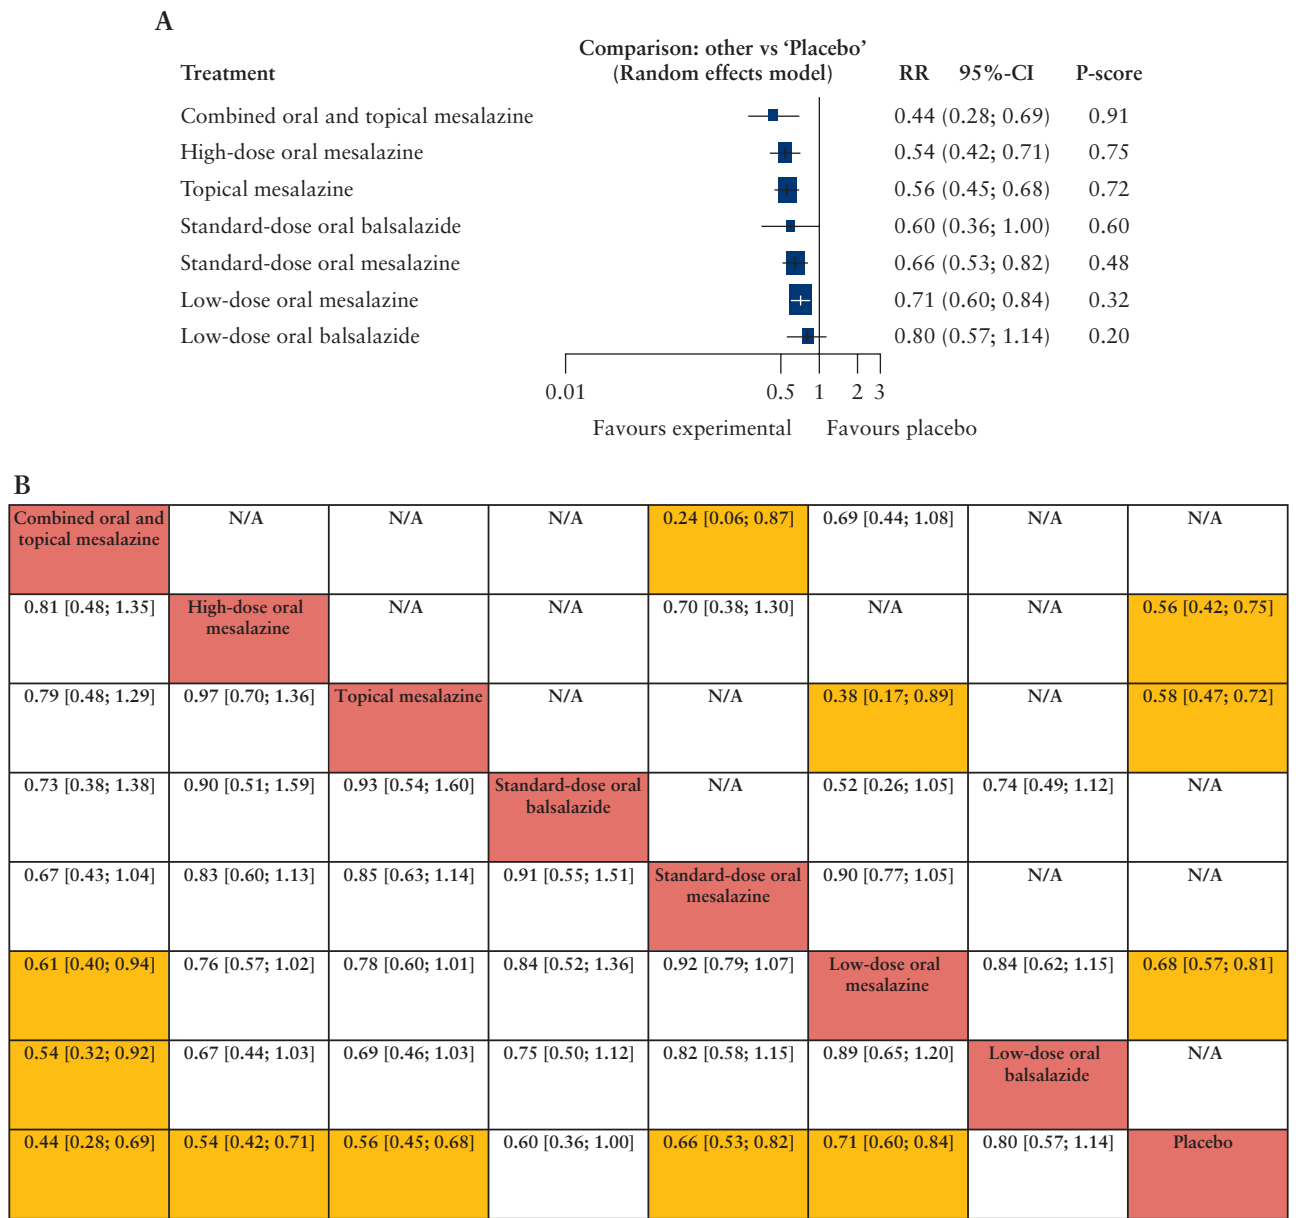 A
Comparison: other vs ‘Placebo’
Treatment (Random effects model) RR 95%-CI P-score
Combined oral and topical mesalazine 0.44 (0.28; 0.69) 0.91
High-dose oral mesalazine 0.54 (0.42; 0.71) 0.75
Topical mesalazine 0.56 (0.45; 0.68) 0.72
Standard-dose oral balsalazide 0.60 (0.36; 1.00) 0.60
Standard-dose oral mesalazine 0.66 (0.53; 0.82) 0.48
Low-dose oral mesalazine 0.71 (0.60; 0.84) 0.32
Low-dose oral balsalazide 0.80 (0.57; 1.14) 0.20
0.01 0.5 1 2 3
Favours experimental Favours placebo
B
Combined oral and N/A N/A N/A 0.24 [0.06; 0.87] 0.69 [0.44; 1.08] N/A N/A
topical mesalazine
0.81 [0.48; 1.35] High-dose oral N/A N/A 0.70 [0.38; 1.30] N/A N/A 0.56 [0.42; 0.75]
mesalazine
0.79 [0.48; 1.29] 0.97 [0.70; 1.36] Topical mesalazine N/A N/A 0.38 [0.17; 0.89] N/A 0.58 [0.47; 0.72]
0.73 [0.38; 1.38] 0.90 [0.51; 1.59] 0.93 [0.54; 1.60] Standard-dose oral N/A 0.52 [0.26; 1.05] 0.74 [0.49; 1.12] N/A
balsalazide
0.67 [0.43; 1.04] 0.83 [0.60; 1.13] 0.85 [0.63; 1.14] 0.91 [0.55; 1.51] Standard-dose oral 0.90 [0.77; 1.05] N/A N/A
mesalazine
0.61 [0.40; 0.94] 0.76 [0.57; 1.02] 0.78 [0.60; 1.01] 0.84 [0.52; 1.36] 0.92 [0.79; 1.07] Low-dose oral 0.84 [0.62; 1.15] 0.68 [0.57; 0.81]
mesalazine
0.54 [0.32; 0.92] 0.67 [0.44; 1.03] 0.69 [0.46; 1.03] 0.75 [0.50; 1.12] 0.82 [0.58; 1.15] 0.89 [0.65; 1.20] Low-dose oral N/A
balsalazide
0.44 [0.28; 0.69] 0.54 [0.42; 0.71] 0.56 [0.45; 0.68] 0.60 [0.36; 1.00] 0.66 [0.53; 0.82] 0.71 [0.60; 0.84] 0.80 [0.57; 1.14] Placebo